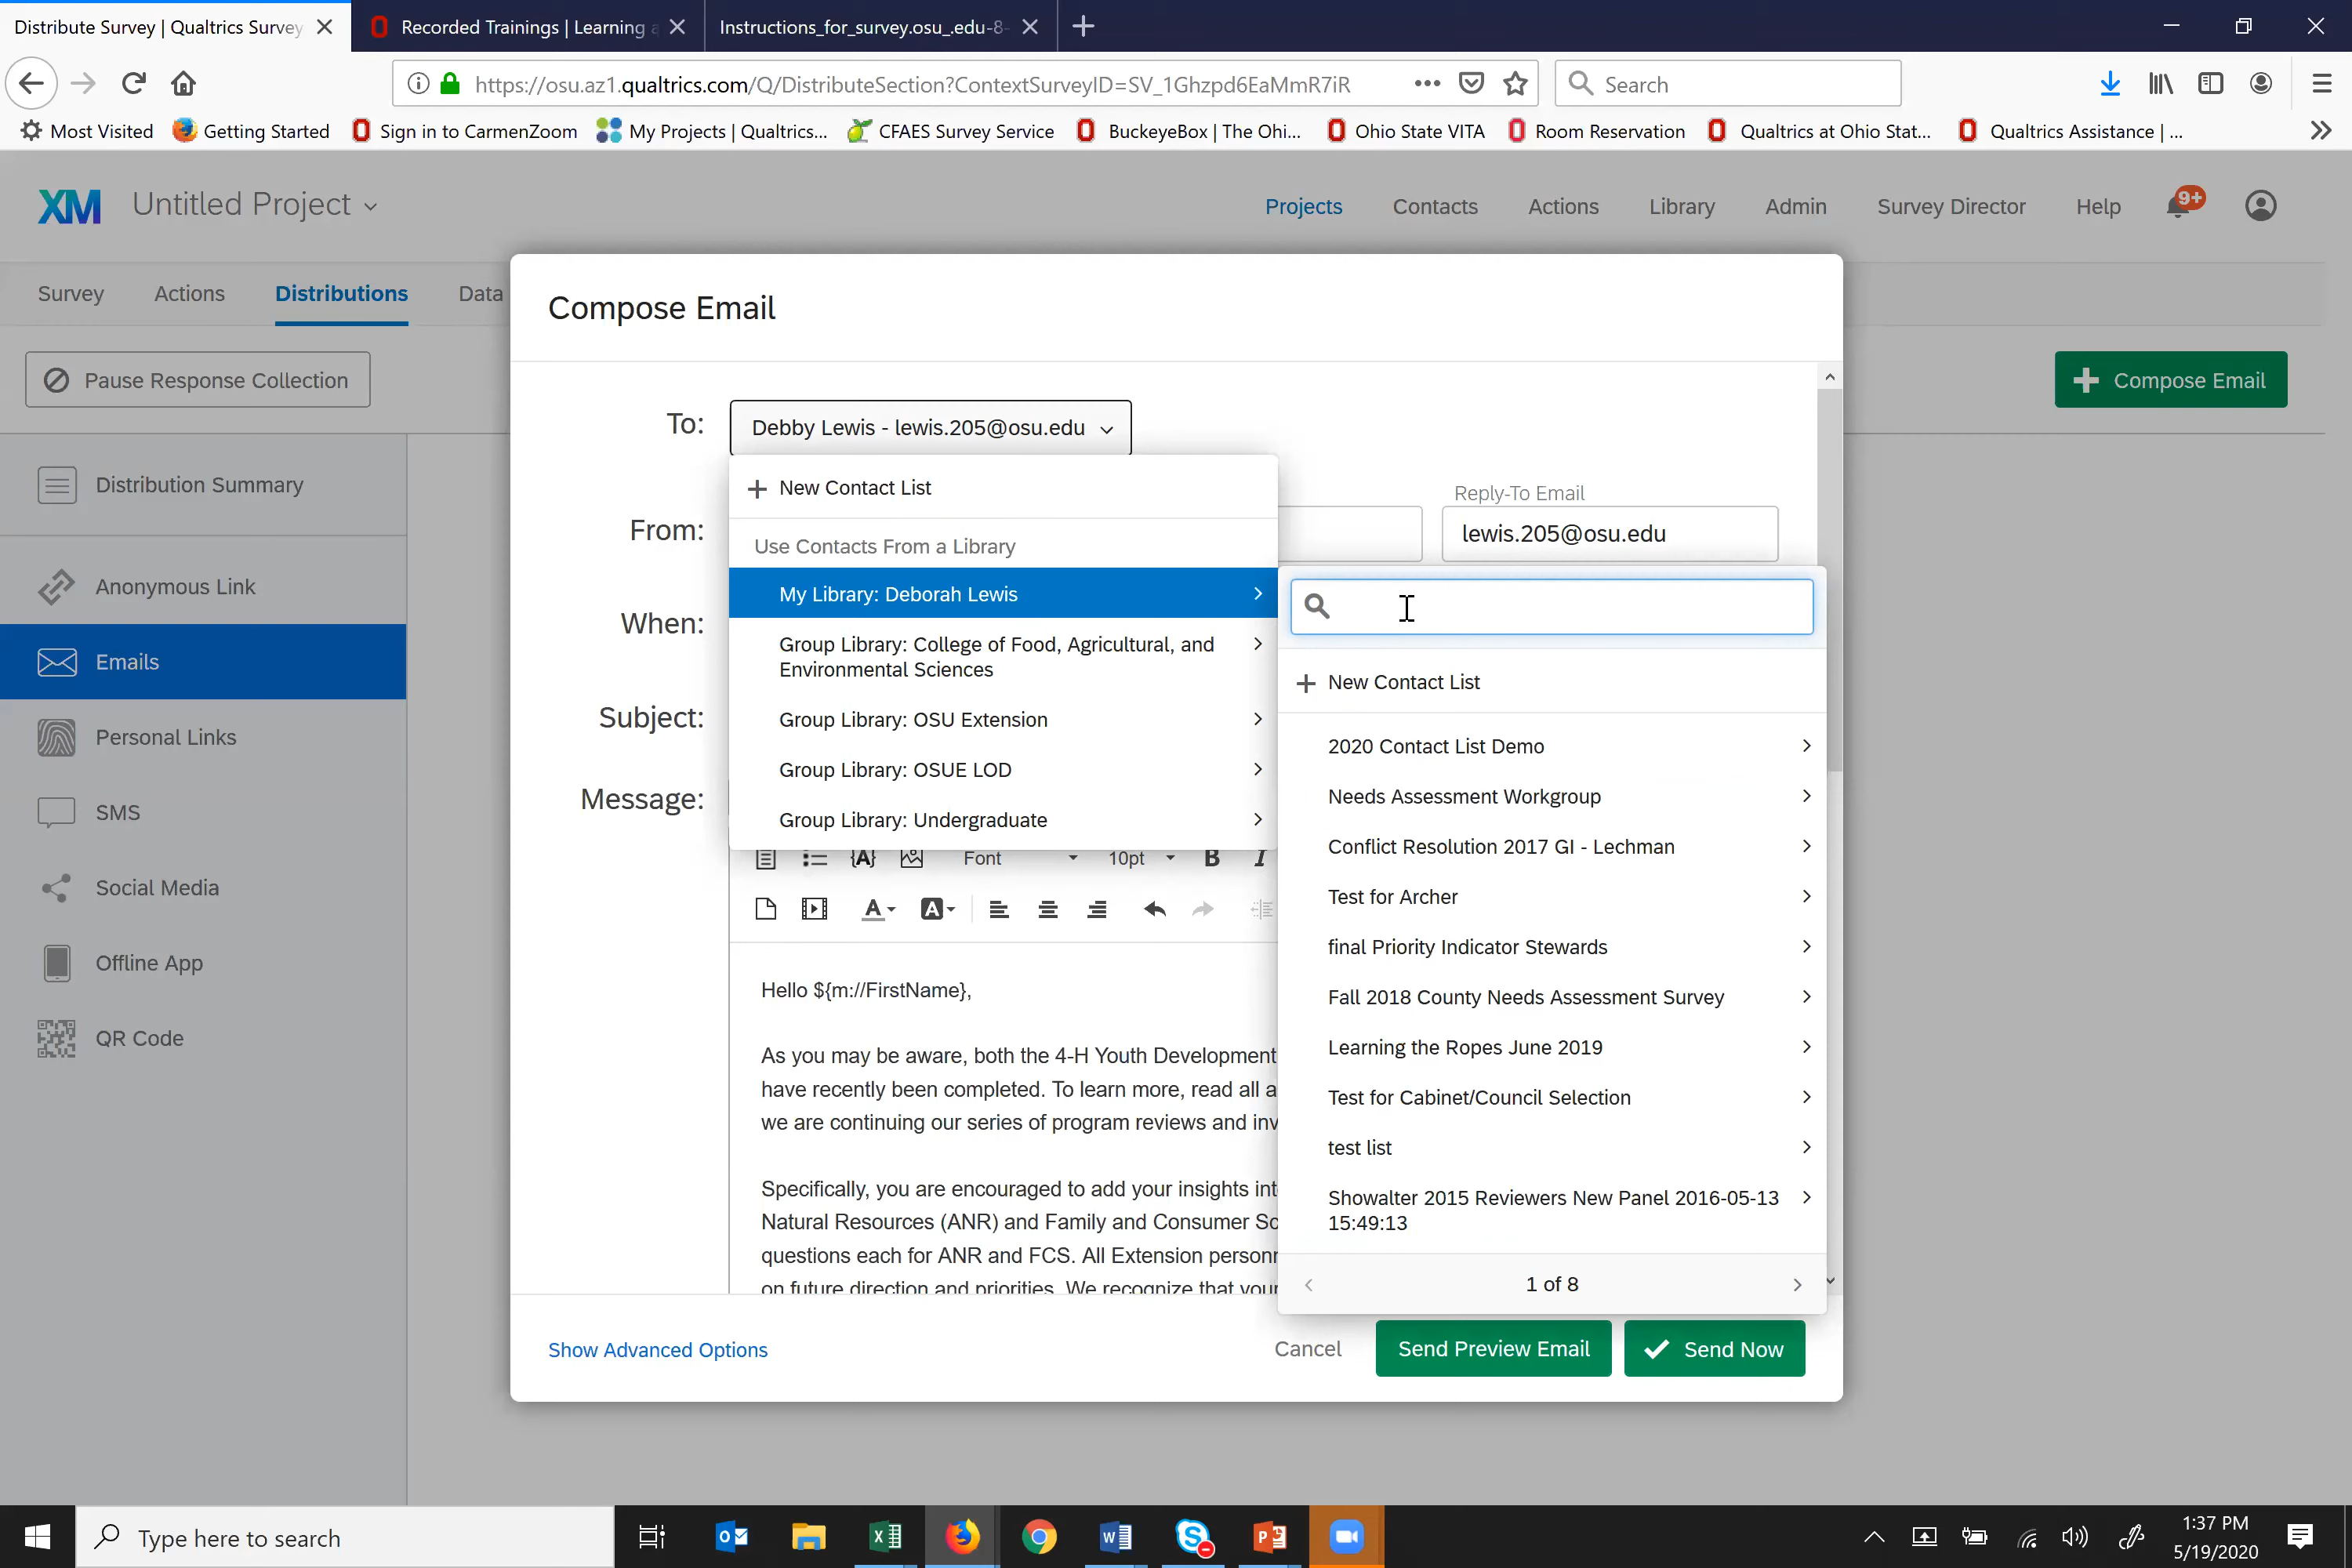 Distribute Survey | Qualtrics Survey
Recorded Trainings | Learning a
Instructions_for_survey.osu_.edu-8-
https://osu.az1.qualtrics.com/Q/DistributeSection?ContextSurveyID=SV_1Ghzpd6EaMmR7iR
Search
Most Visited
Getting Started
Sign in to CarmenZoom
My Projects | Qualtrics...
CFAES Survey Service
BuckeyeBox | The Ohi...
Ohio State VITA
Room Reservation
Qualtrics at Ohio Stat...
Qualtrics Assistance | ...
XM
Untitled Project
Projects
Contacts
Actions
Library
Admin
Survey Director
Help
9+
Survey
Actions
Distributions
Data
Pause Response Collection
Compose Email
Distribution Summary
Anonymous Link
Emails
Personal Links
SMS
Social Media
Offline App
QR Code
Compose Email
To:
Debby Lewis - lewis.205@osu.edu
New Contact List
Use Contacts From a Library
My Library: Deborah Lewis
Group Library: College of Food, Agricultural, and
Environmental Sciences
Group Library: OSU Extension
Group Library: OSUE LOD
Group Library: Undergraduate
From:
Reply-To Email
lewis.205@osu.edu
When:
Subject:
Message:
New Contact List
2020 Contact List Demo
Needs Assessment Workgroup
Conflict Resolution 2017 GI - Lechman
Test for Archer
final Priority Indicator Stewards
Fall 2018 County Needs Assessment Survey
Learning the Ropes June 2019
Test for Cabinet/Council Selection
test list
Showalter 2015 Reviewers New Panel 2016-05-13
15:49:13
1 of 8
{A}
Font
10pt
B
I
A
A
Hello ${m://FirstName},
As you may be aware, both the 4-H Youth Development
have recently been completed. To learn more, read all a
we are continuing our series of program reviews and inv
Specifically, you are encouraged to add your insights int
Natural Resources (ANR) and Family and Consumer Sc
questions each for ANR and FCS. All Extension personn
on future direction and priorities. We recognize that your
Show Advanced Options
Cancel
Send Preview Email
Send Now
Type here to search
1:37 PM
5/19/2020